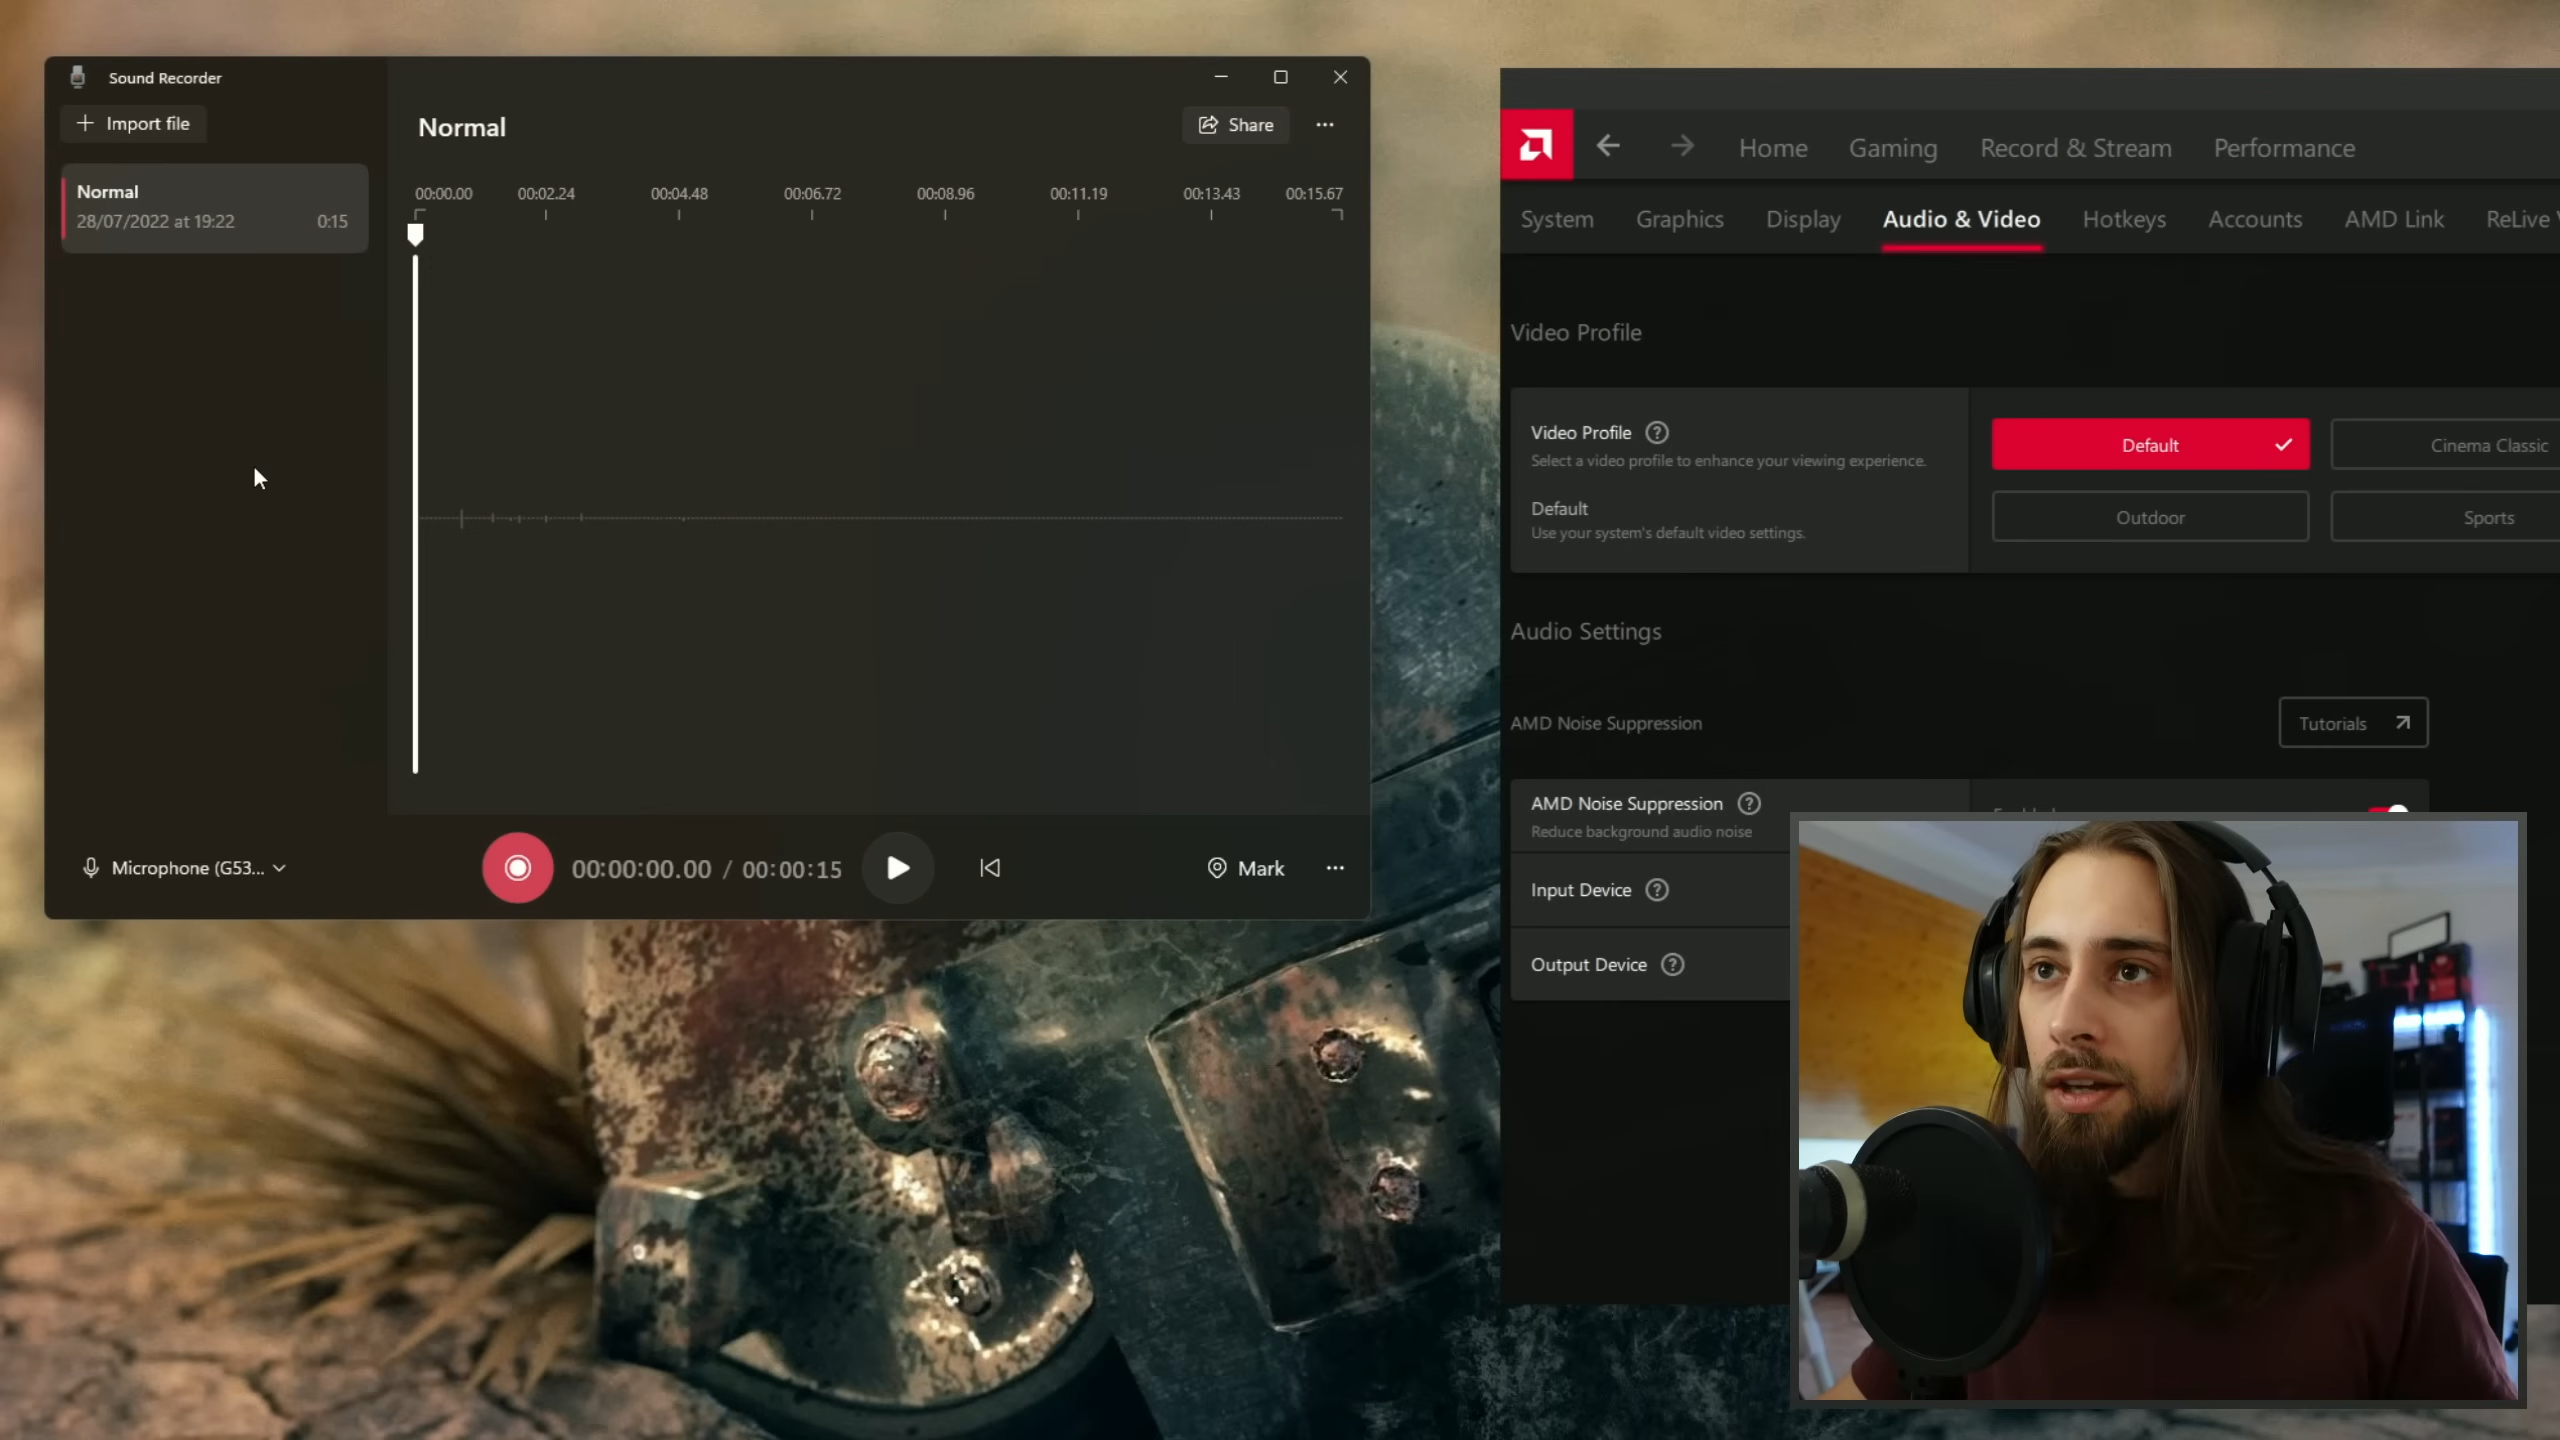 Sound Recorder
Import file
Normal
28/07/2022 at 19:22 0:15
Normal
Share
00:00.00 00:02.24 00:04.48 00:06.72 00:08.96 00:11.19 00:13.43 00:15.67
Microphone (G53...
00:00:00.00 / 00:00:15
Mark
Home Gaming Record & Stream Performance
System Graphics Display Audio & Video Hotkeys Accounts AMD Link ReLive
Video Profile
Video Profile
Select a video profile to enhance your viewing experience.
Default
Use your system's default video settings.
Default Cinema Classic
Outdoor Sports
Audio Settings
AMD Noise Suppression
Tutorials
AMD Noise Suppression
Reduce background audio noise
Input Device
Output Device